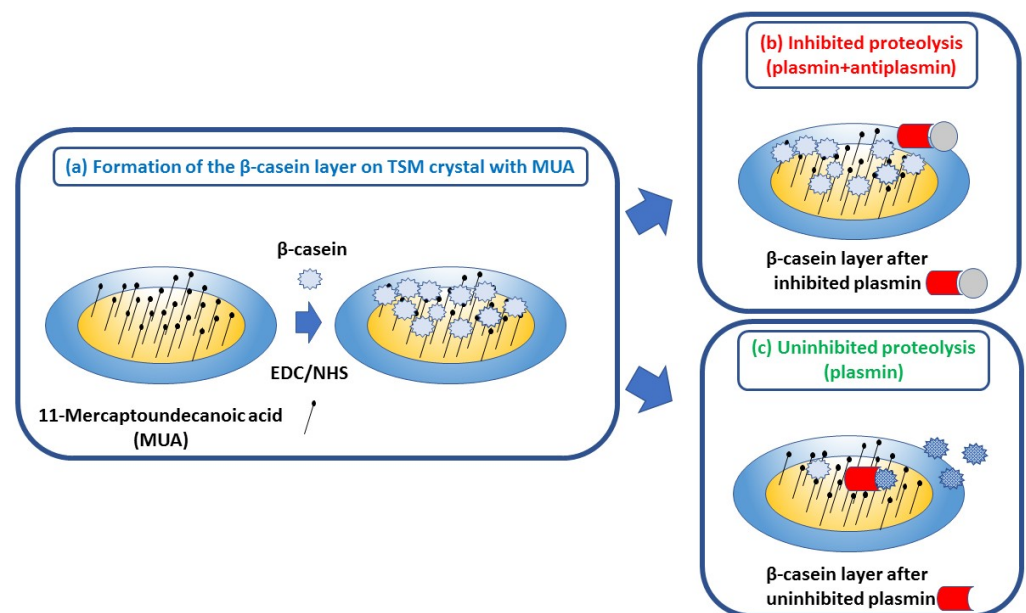 (a) Formation of the β-casein layer on TSM crystal with MUA
β-casein
EDC/NHS
11-Mercaptoundecanoic acid
(MUA)
(b) Inhibited proteolysis
(plasmin+antiplasmin)
β-casein layer after
inhibited plasmin
(c) Uninhibited proteolysis
(plasmin)
β-casein layer after
uninhibited plasmin